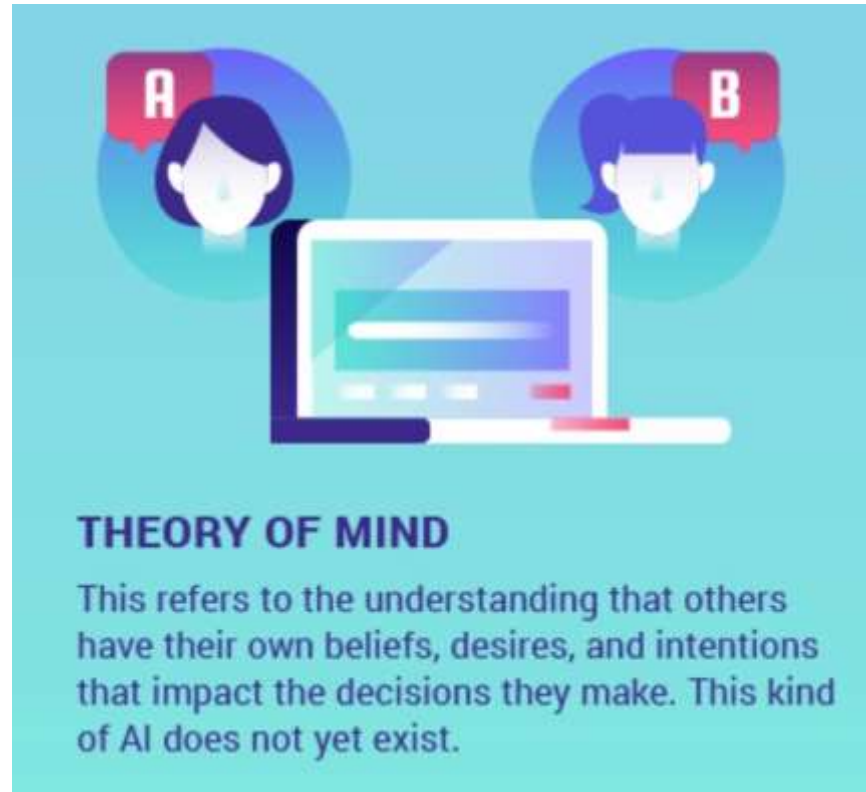 A
B
THEORY OF MIND
This refers to the understanding that others
have their own beliefs, desires, and intentions
that impact the decisions they make. This kind
of AI does not yet exist.